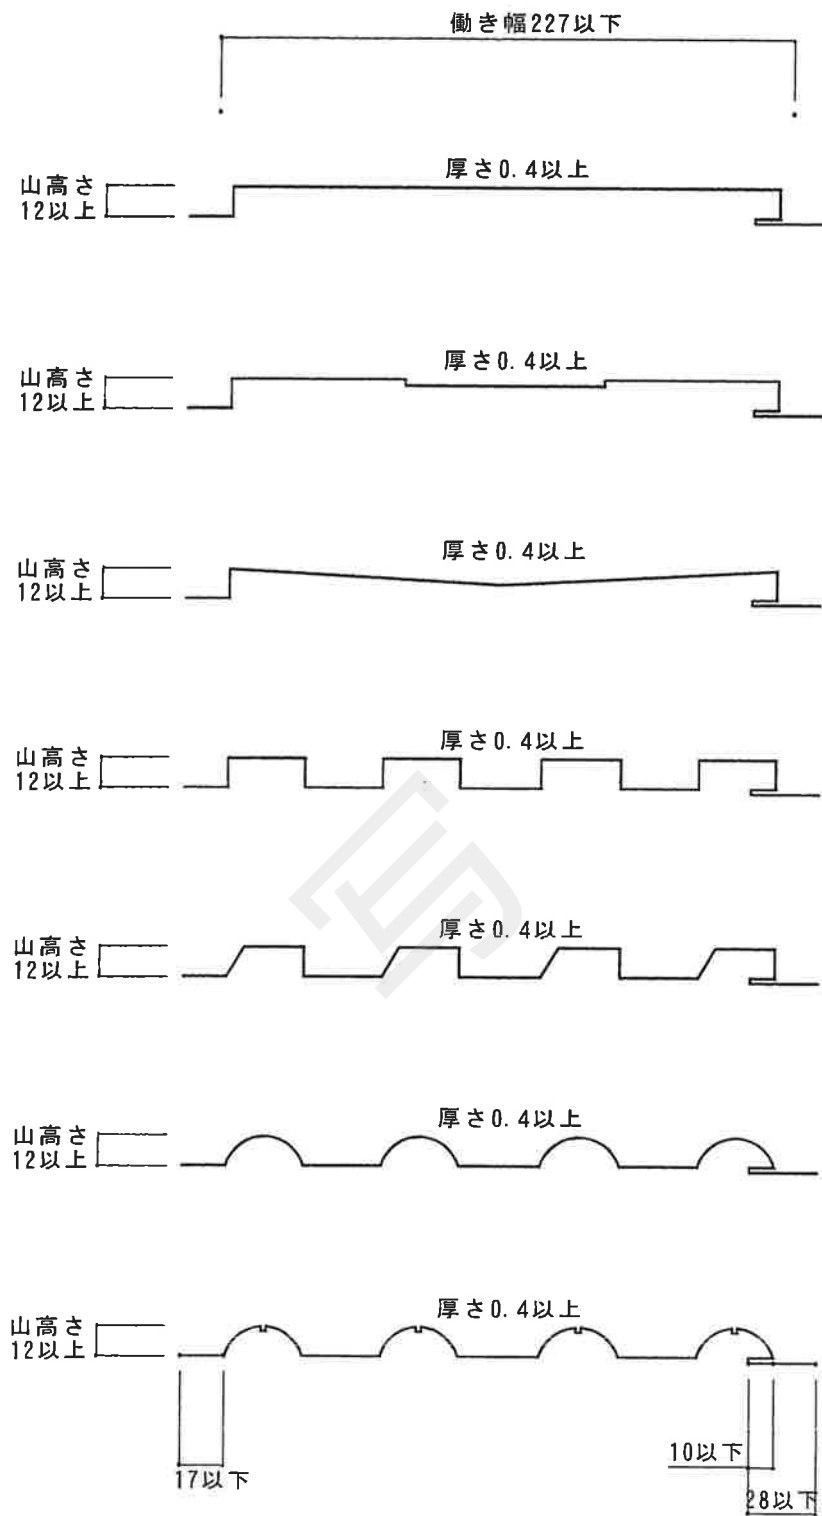 働き幅227以下
厚さ0.4以上
山高さ
12以上
厚さ0.4以上
山高さ
12以上
厚さ0.4以上
山高さ
12以上
厚さ0.4以上
山高さ
12以上
写
厚さ0.4以上
山高さ
12以上
厚さ0.4以上
山高さ
12以上
厚さ0.4以上
山高さ
12以上
10以下
17以下
28以下